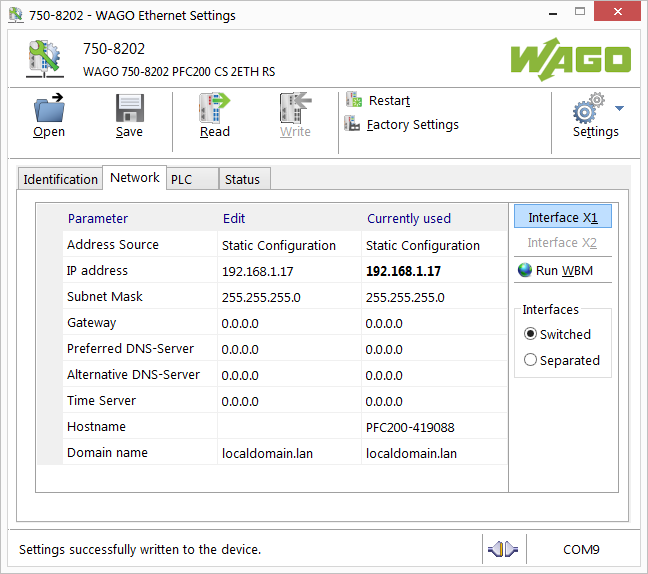 750-8202 - WAGO Ethernet Settings
750-8202
WAGO 750-8202 PFC200 CS 2ETH RS
WAGO
Open Save Read Write Restart Factory Settings Settings
Identification Network PLC Status
Parameter Edit Currently used
Address Source Static Configuration Static Configuration
IP address 192.168.1.17 192.168.1.17
Subnet Mask 255.255.255.0 255.255.255.0
Gateway 0.0.0.0 0.0.0.0
Preferred DNS-Server 0.0.0.0 0.0.0.0
Alternative DNS-Server 0.0.0.0 0.0.0.0
Time Server 0.0.0.0 0.0.0.0
Hostname PFC200-419088
Domain name localdomain.lan localdomain.lan
Interface X1
Interface X2
Run WBM
Interfaces
Switched
Separated
Settings successfully written to the device. COM9